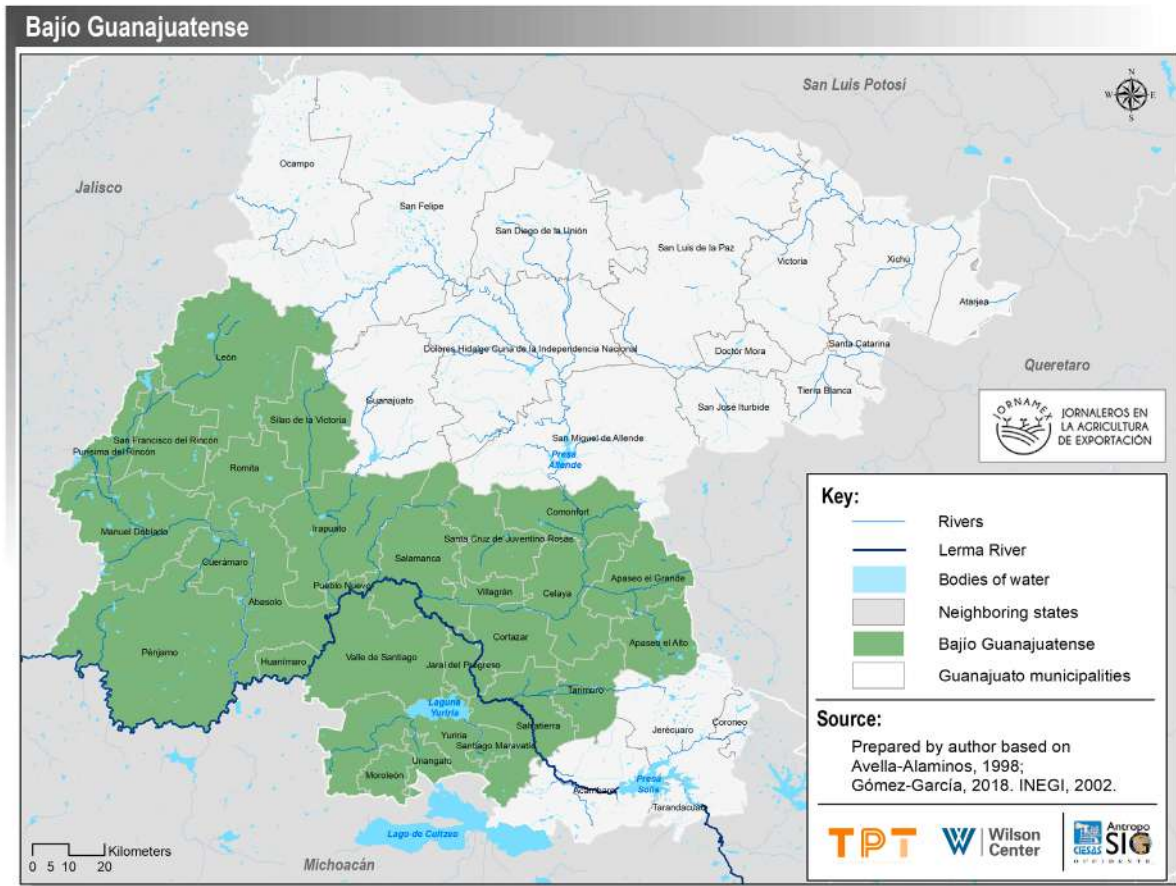 Bajío Guanajuatense
San Luis Potosi
N
W E
S
Ocampo
Jalisco
San Felipe
San Diego de la Unión
San Luis de la Paz
Victoria
Xichú
Atarjea
León
Dolores Hidalgo Cuna de la Independencia Nacional
Doctór Mora
Santa Catarina
Queretaro
Guanajuato
San José Iturbide
Tierra Blanca
Silao de la Victoria
San Francisco del Rincón
San Miguel de Allende
Purísima del Rincón
Presa
Allende
Romita
JORNAMEX
JORNALEROS EN
LA AGRICULTURA
DE EXPORTACIÓN
Manuel Doblado
Irapuato
Comonfort
Santa Cruz de Juventino Rosas
Cuerámaro
Salamanca
Apaseo el Grande
Abasolo
Pueblo Nuevo
Villagrán
Celaya
Pénjamo
Huanímaro
Valle de Santiago
Cortazar
Apaseo el Alto
Jaral del Progreso
Tarimoro
Laguna
Yuriria
Yuriria
Salvatierra
Santiago Maravatío
Jerécuaro
Coroneo
Uriangato
Moroleón
Acámbaro
Presa
Solís
Tarandacuao
Lago de Cuitzeo
Michoacán
0 5 10 20 Kilometers
Key:
Rivers
Lerma River
Bodies of water
Neighboring states
Bajío Guanajuatense
Guanajuato municipalities
Source:
Prepared by author based on
Avella-Alaminos, 1998;
Gómez-García, 2018. INEGI, 2002.
TPT
Wilson
Center
CIESAS
Antropo
SIG
OCCIDENTE